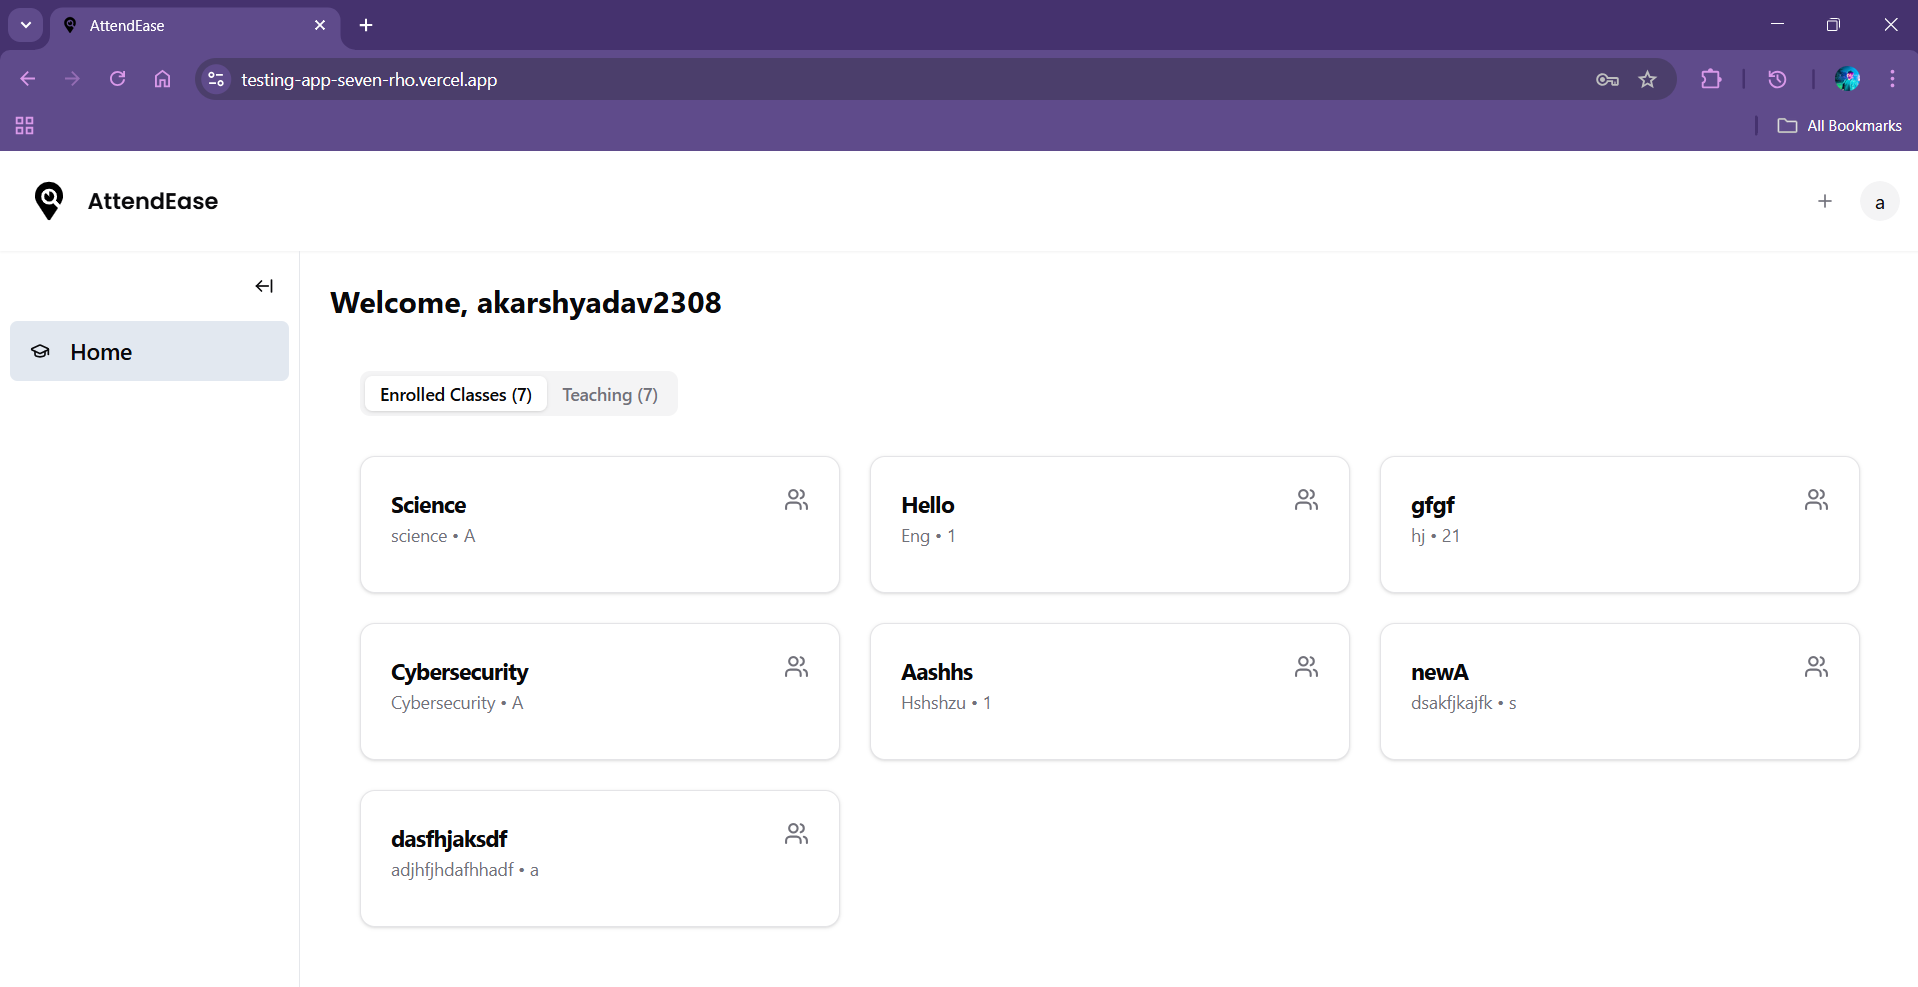 AttendEase
testing-app-seven-rho.vercel.app
All Bookmarks
AttendEase
a
Home
Welcome, akarshyadav2308
Enrolled Classes (7) Teaching (7)
Science
science • A
Hello
Eng • 1
gfgf
hj • 21
Cybersecurity
Cybersecurity • A
Aashhs
Hshshzu • 1
newA
dsakfjkajfk • s
dasfhjaksdf
adjhfjhdafhhadf • a